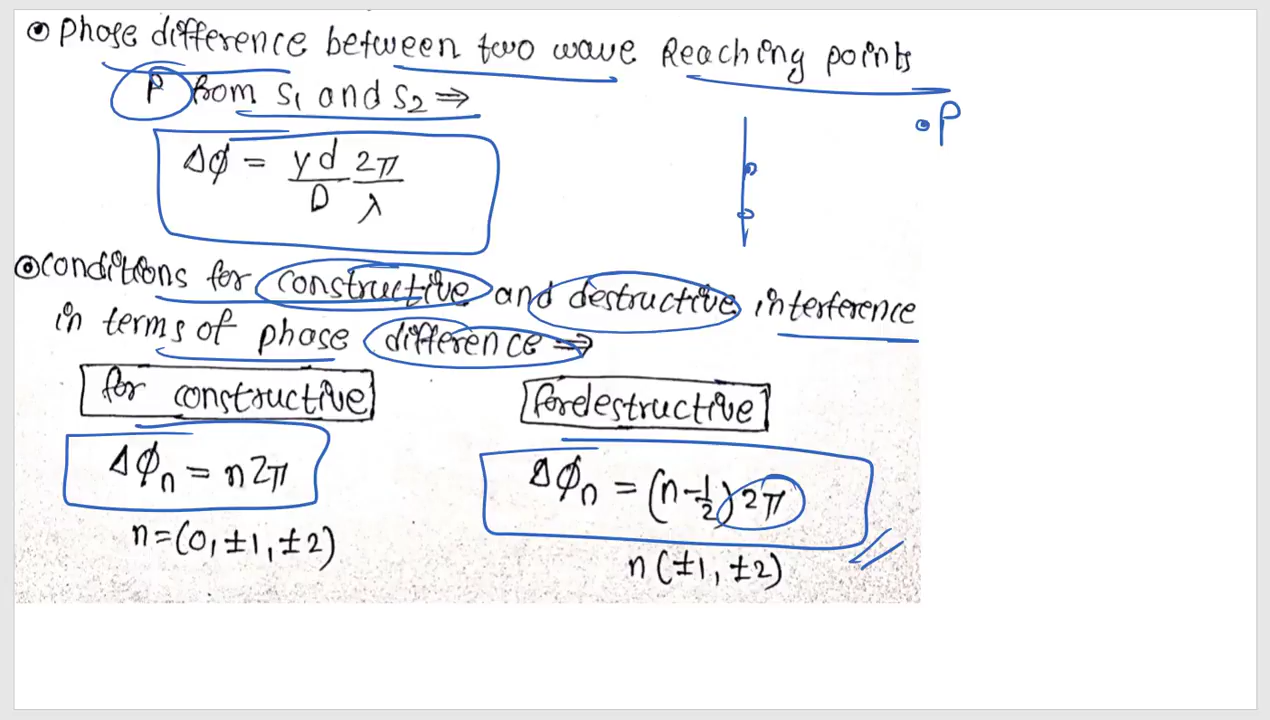 ⊙ phase difference between two wave Reaching points
P from S₁ and S₂ ⇒
P
Δφ = yd/D 2π/λ
⊙ conditions for constructive and destructive interference
in terms of phase difference ⇒
for constructive
for destructive
Δφn = n2π
Δφn = (n-1/2) 2π
n=(0, ±1, ±2)
n(±1, ±2)